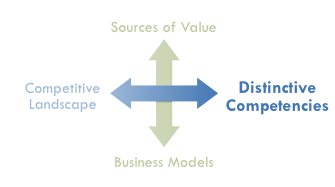 Sources of Value
Competitive
Landscape
Distinctive
Competencies
Business Models